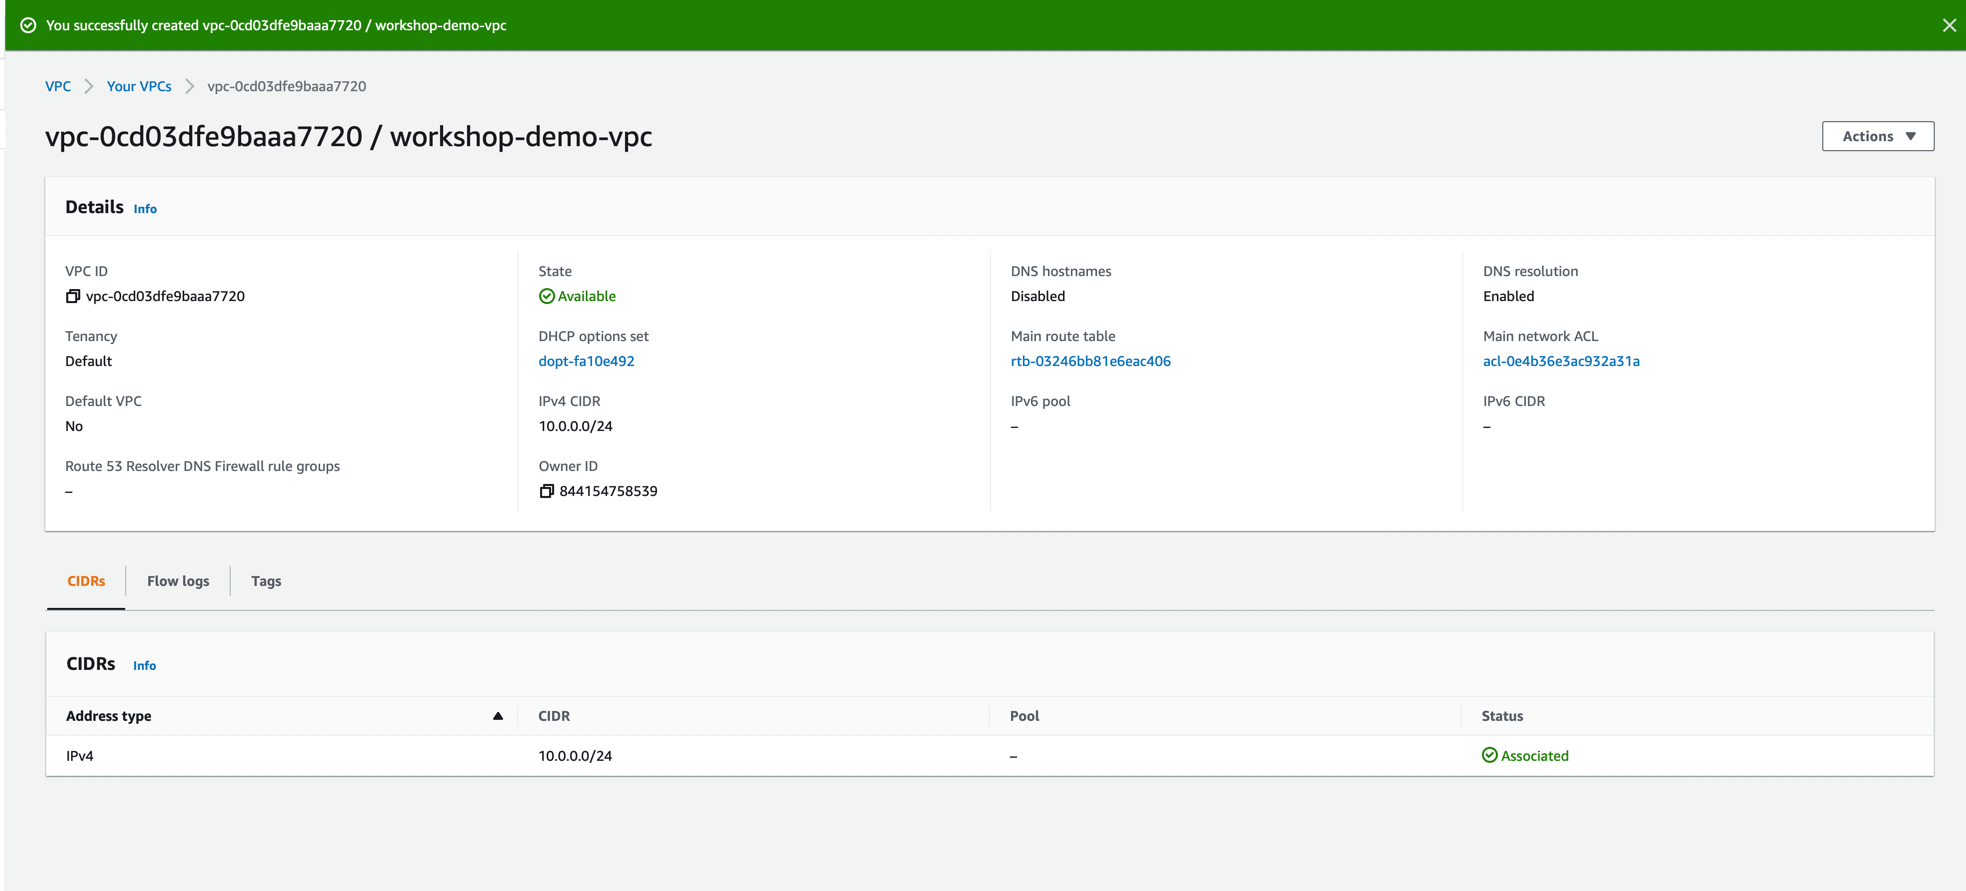 You successfully created vpc-0cd03dfe9baaa7720 / workshop-demo-vpc
VPC Your VPCs vpc-0cd03dfe9baaa7720
vpc-0cd03dfe9baaa7720 / workshop-demo-vpc
Actions
Details Info
VPC ID State DNS hostnames DNS resolution
vpc-0cd03dfe9baaa7720 Available Disabled Enabled
Tenancy DHCP options set Main route table Main network ACL
Default dopt-fa10e492 rtb-03246bb81e6eac406 acl-0e4b36e3ac932a31a
Default VPC IPv4 CIDR IPv6 pool IPv6 CIDR
No 10.0.0.0/24 – –
Route 53 Resolver DNS Firewall rule groups Owner ID
– 844154758539
CIDRs Flow logs Tags
CIDRs Info
Address type CIDR Pool Status
IPv4 10.0.0.0/24 – Associated